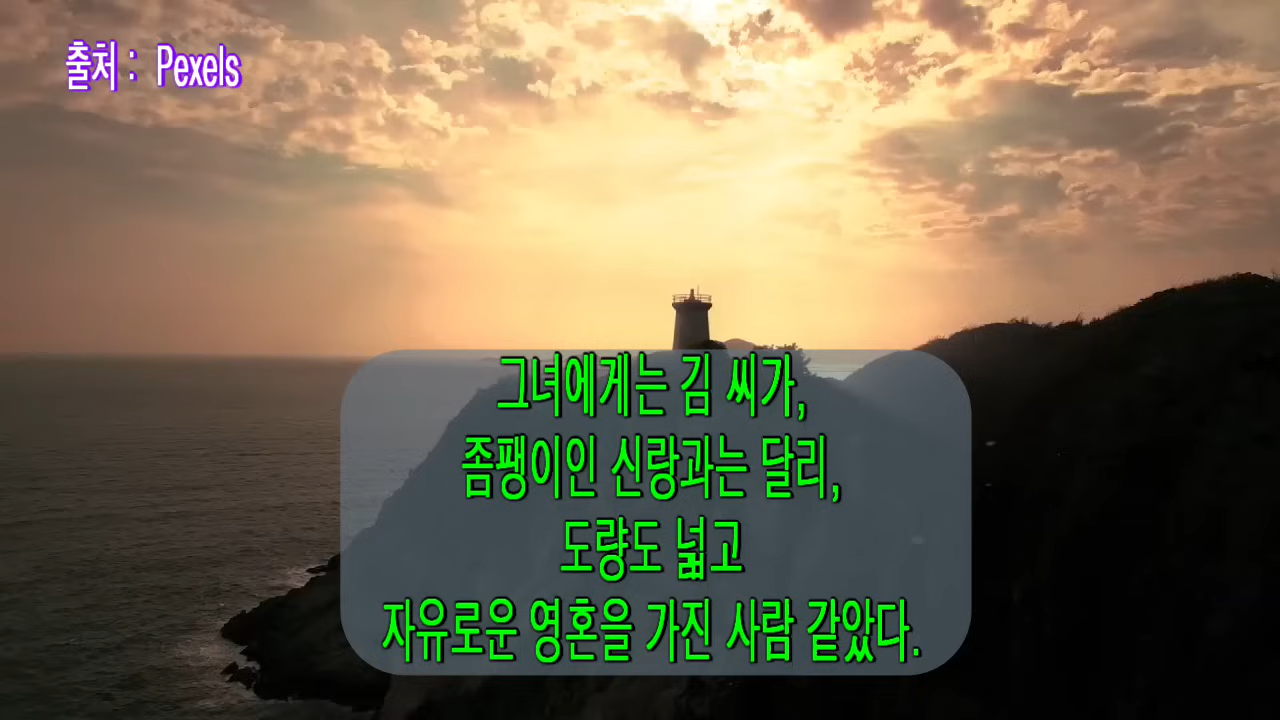 출처 : Pexels
그녀에게는 김 씨가,
좀팽이인 신랑과는 달리,
도량도 넓고
자유로운 영혼을 가진 사람 같았다.